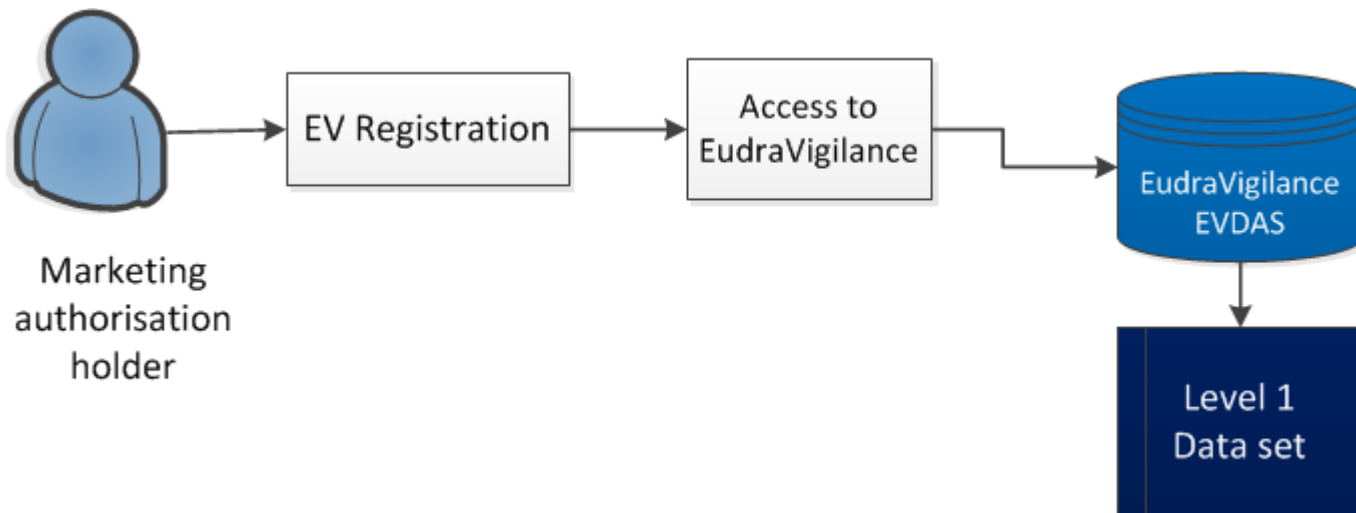 Marketing
authorisation
holder
EV Registration
Access to
EudraVigilance
EudraVigilance
EVDAS
Level 1
Data set